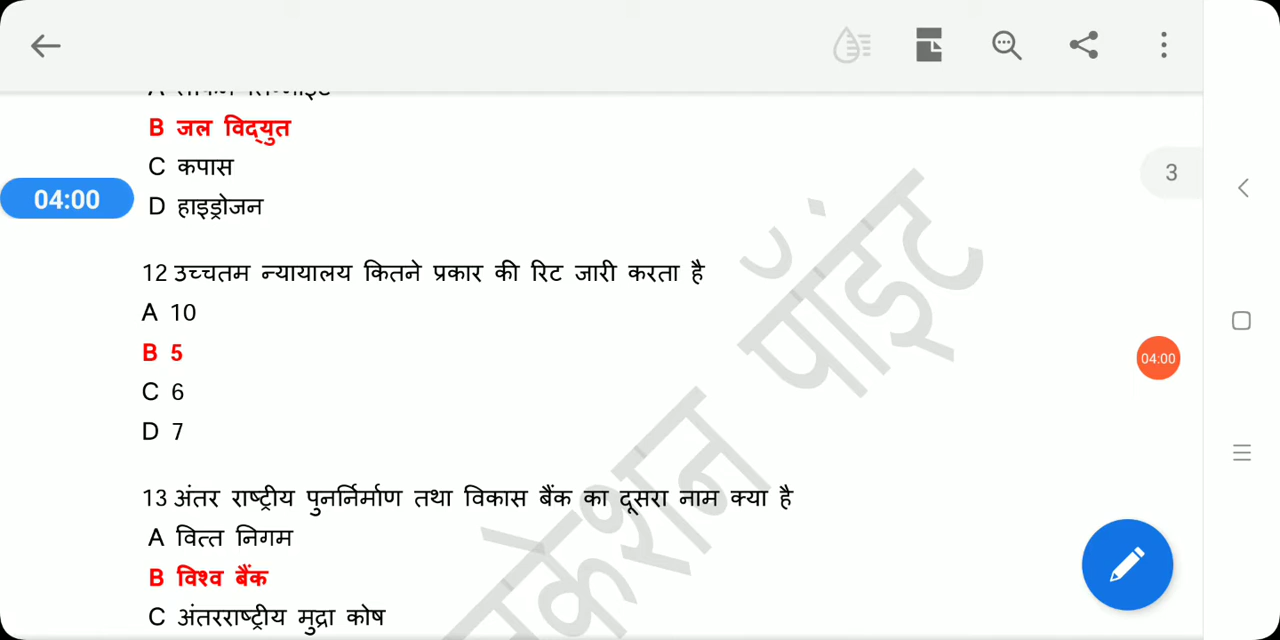 B जल विद्युत
C कपास
3
04:00
D हाइड्रोजन
12 उच्चतम न्यायालय कितने प्रकार की रिट जारी करता है
A 10
B 5
04:00
C 6
D 7
13 अंतर राष्ट्रीय पुनर्निर्माण तथा विकास बैंक का दूसरा नाम क्या है
A वित्त निगम
B विश्व बैंक
C अंतरराष्ट्रीय मुद्रा कोष
पॉइंट